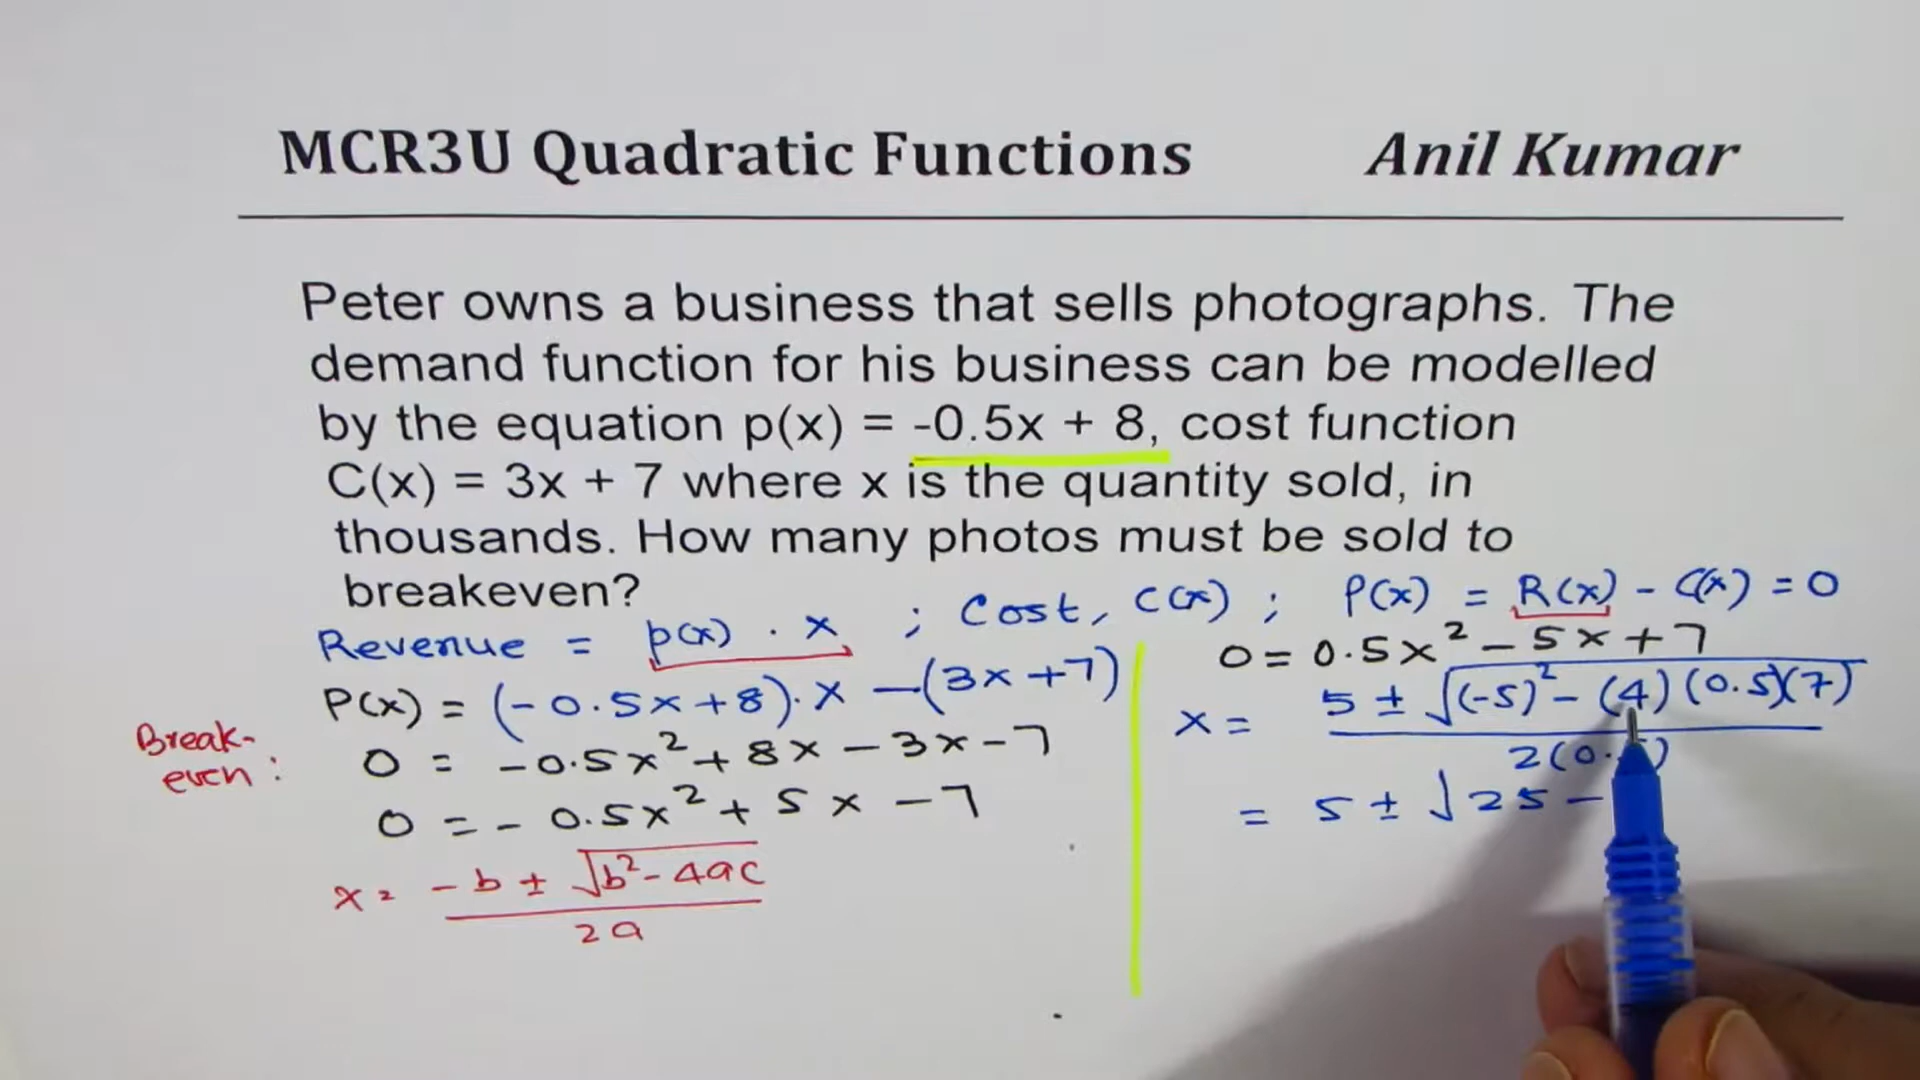 MCR3U Quadratic Functions Anil Kumar
Peter owns a business that sells photographs. The
demand function for his business can be modelled
by the equation p(x) = -0.5x + 8, cost function
C(x) = 3x + 7 where x is the quantity sold, in
thousands. How many photos must be sold to
breakeven?
Revenue = p(x) · x ; Cost, C(x) ; P(x) = R(x) - C(x) = 0
P(x) = (-0.5x+8)·x -(3x+7)
Break-
even:
0 = -0.5x²+8x-3x-7
0 = -0.5x²+5x-7
x = -b ± √b²-4ac
2a
0 = 0.5x²-5x+7
x = 5 ± √(-5)²-(4)(0.5)(7)
2(0.
= 5 ± √25-